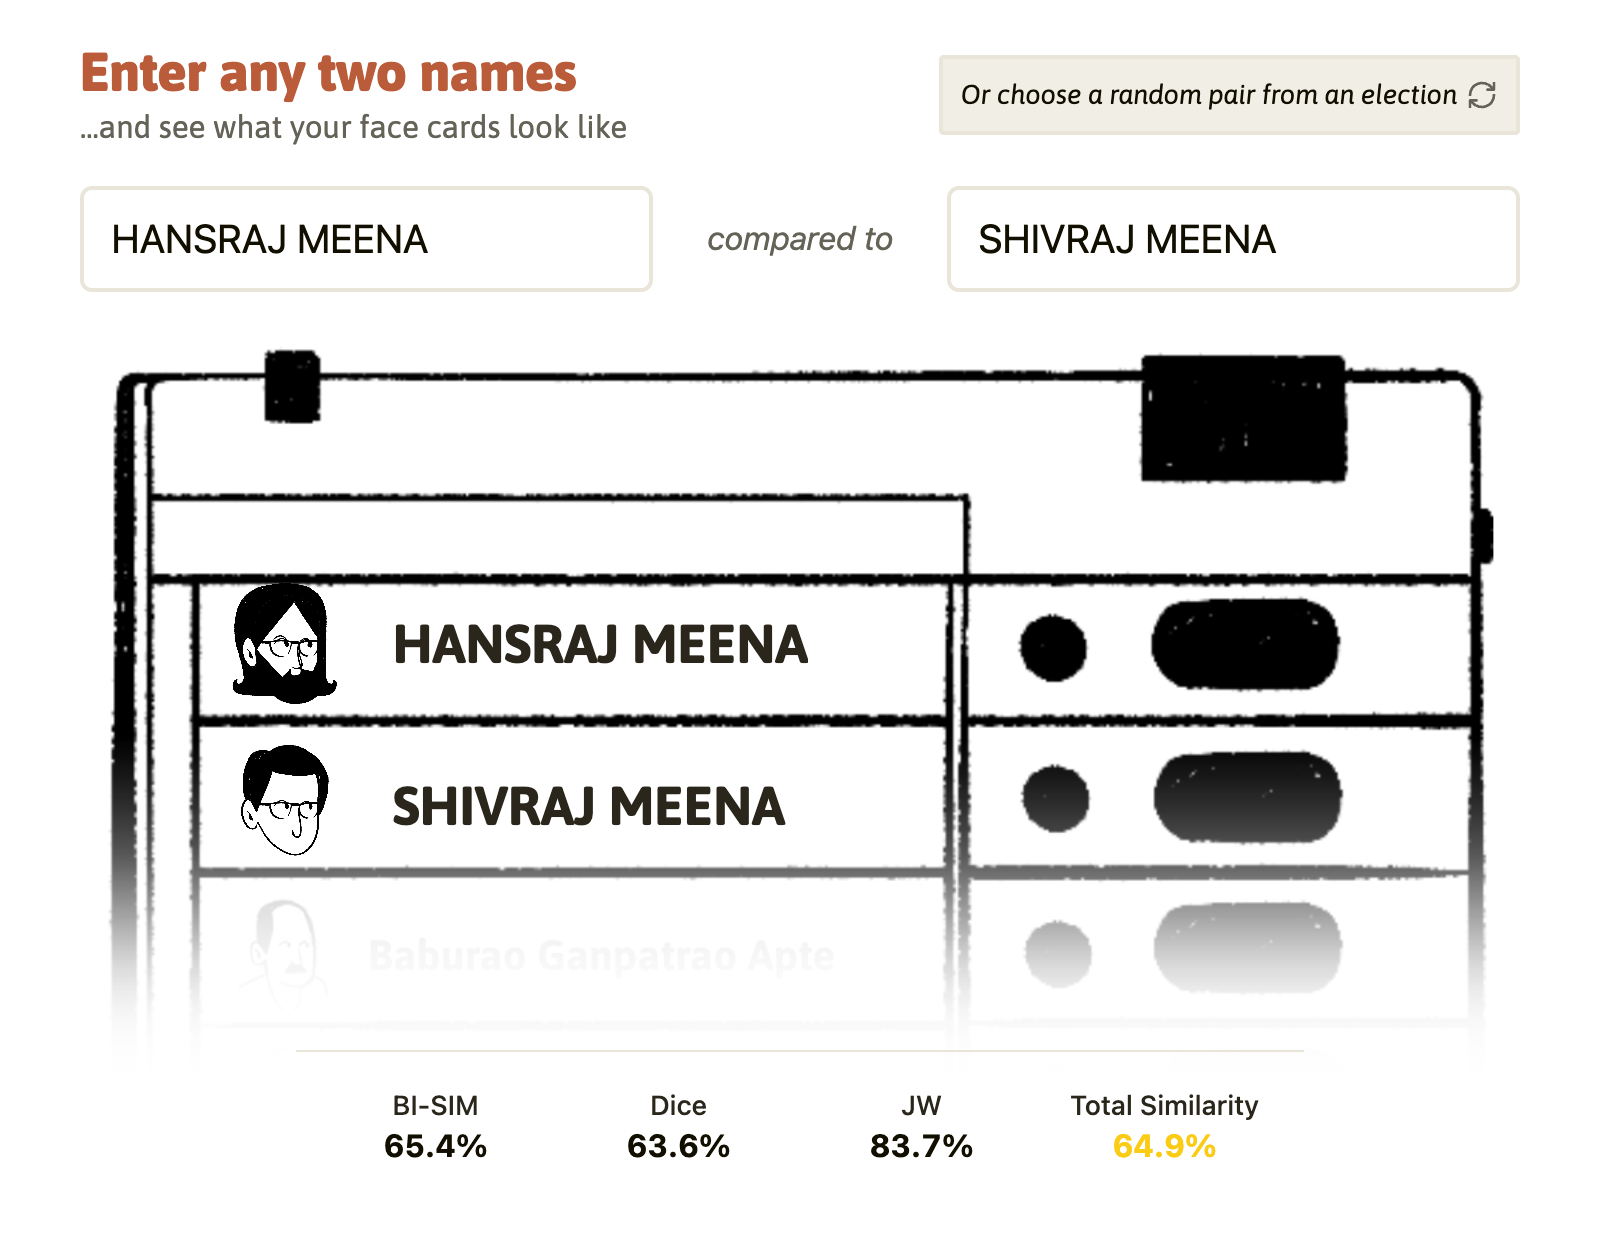 Enter any two names
...and see what your face cards look like
Or choose a random pair from an election
HANSRAJ MEENA
compared to
SHIVRAJ MEENA
HANSRAJ MEENA
SHIVRAJ MEENA
Baburao Ganpatrao Apte
BI-SIM
65.4%
Dice
63.6%
JW
83.7%
Total Similarity
64.9%